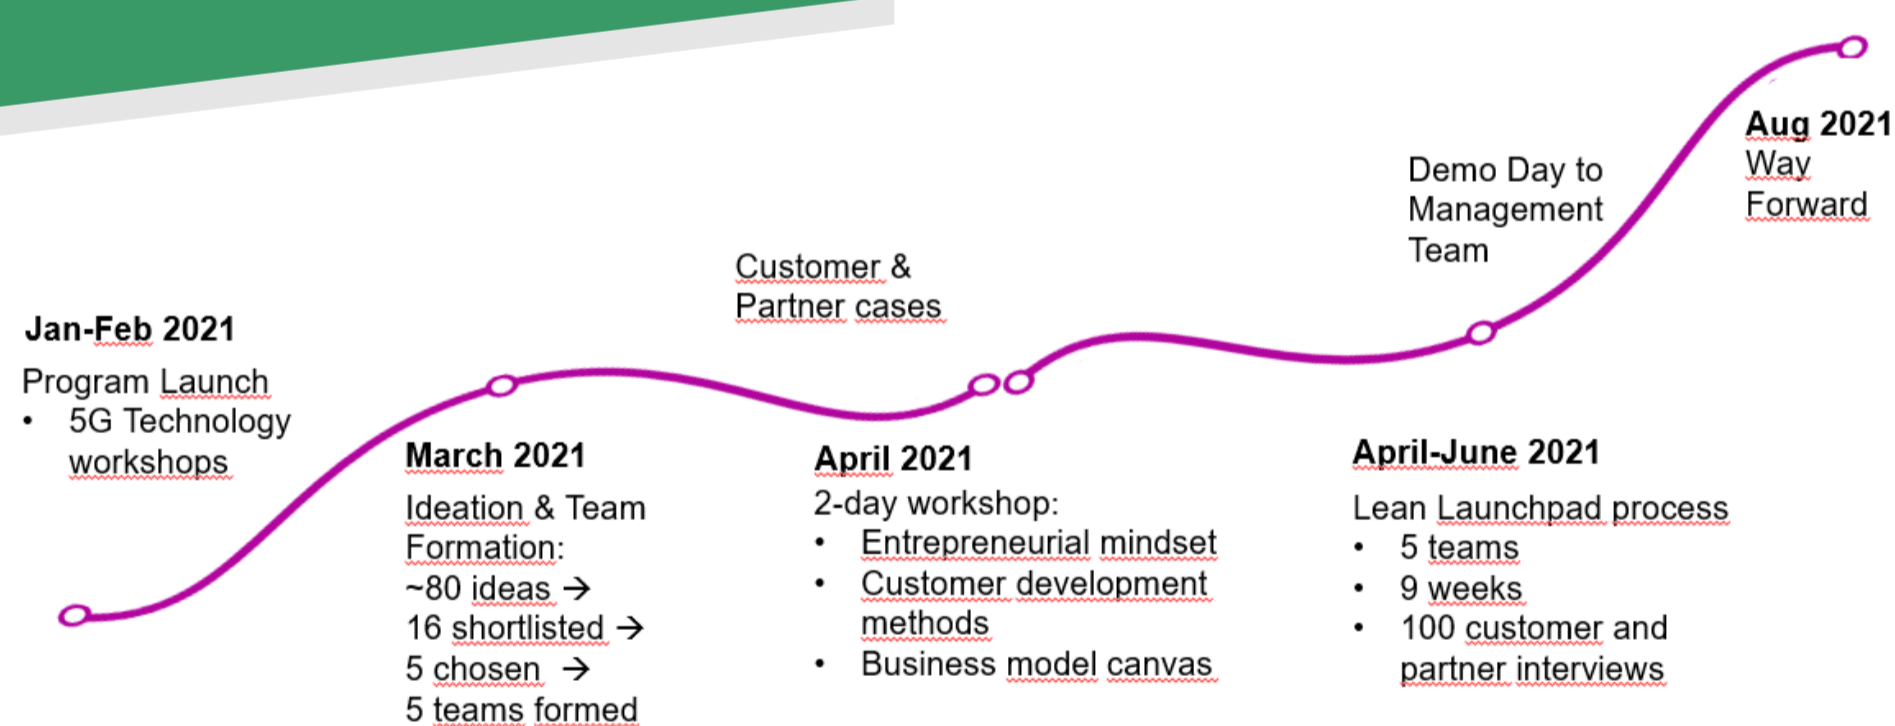 Jan-Feb 2021
Program Launch
• 5G Technology
workshops
March 2021
Ideation & Team
Formation:
~80 ideas →
16 shortlisted →
5 chosen →
5 teams formed
Customer &
Partner cases
April 2021
2-day workshop:
• Entrepreneurial mindset
• Customer development
methods
• Business model canvas
Demo Day to
Management
Team
April-June 2021
Lean Launchpad process
• 5 teams
• 9 weeks
• 100 customer and
partner interviews
Aug 2021
Way
Forward